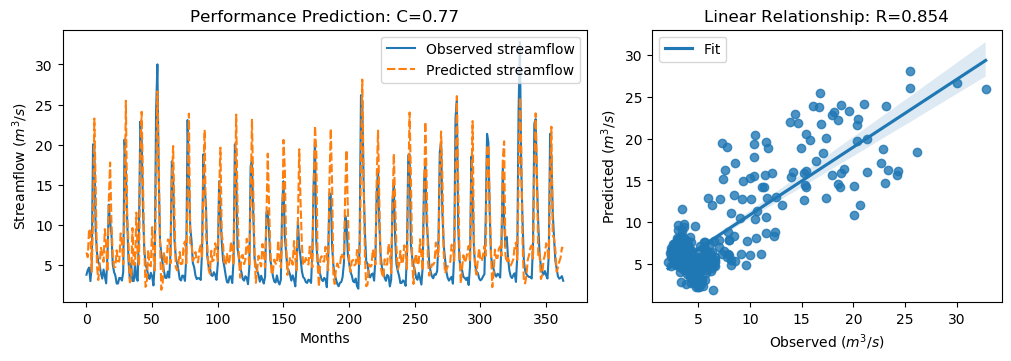 Performance Prediction: C=0.77
Observed streamflow
Predicted streamflow
Streamflow (m³/s)
30
25
20
15
10
5
0
50
100
150
200
250
300
350
Months
Linear Relationship: R=0.854
Fit
Predicted (m³/s)
30
25
20
15
10
5
5
10
15
20
25
30
Observed (m³/s)